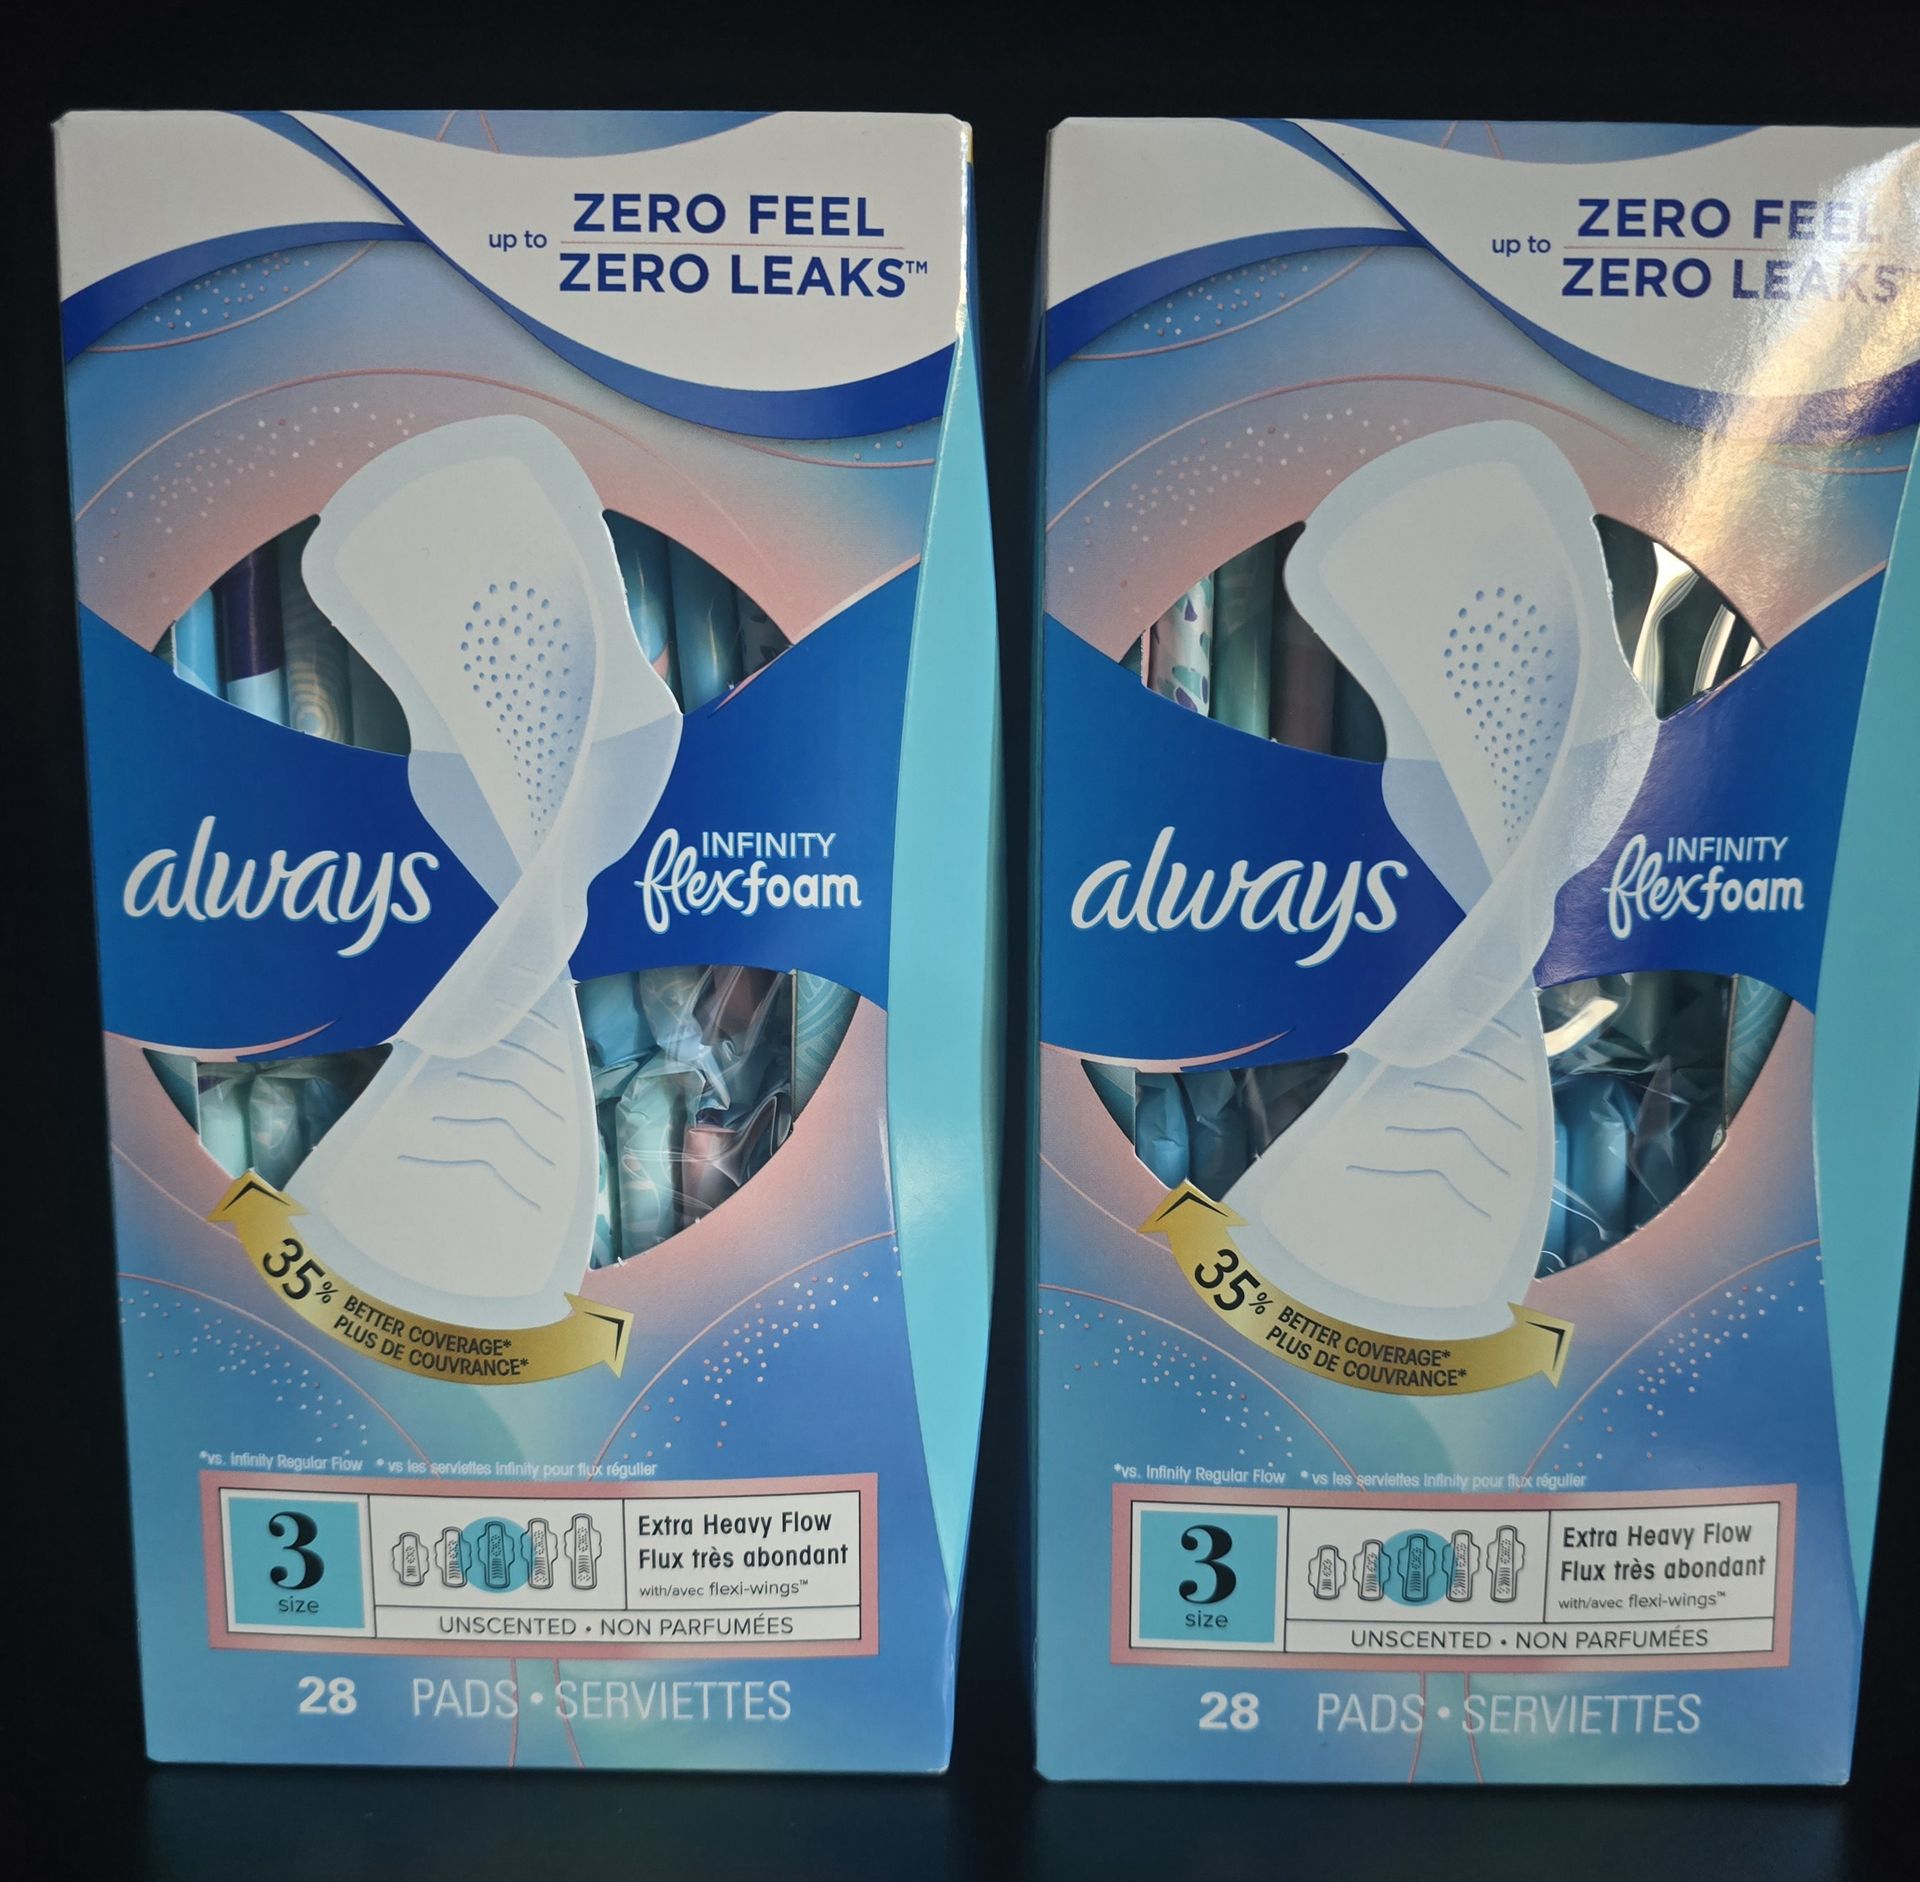 up to ZERO FEEL
ZERO LEAKS™
always
INFINITY
flexfoam
35% BETTER COVERAGE*
PLUS DE COUVRANCE*
*vs. Infinity Regular Flow * vs les serviettes Infinity pour flux régulier
3
size
Extra Heavy Flow
Flux très abondant
with/avec flexi-wings™
UNSCENTED • NON PARFUMÉES
28 PADS • SERVIETTES
up to ZERO FEEL
ZERO LEAKS™
always
INFINITY
flexfoam
35% BETTER COVERAGE*
PLUS DE COUVRANCE*
*vs. Infinity Regular Flow * vs les serviettes Infinity pour flux régulier
3
size
Extra Heavy Flow
Flux très abondant
with/avec flexi-wings™
UNSCENTED • NON PARFUMÉES
28 PADS • SERVIETTES